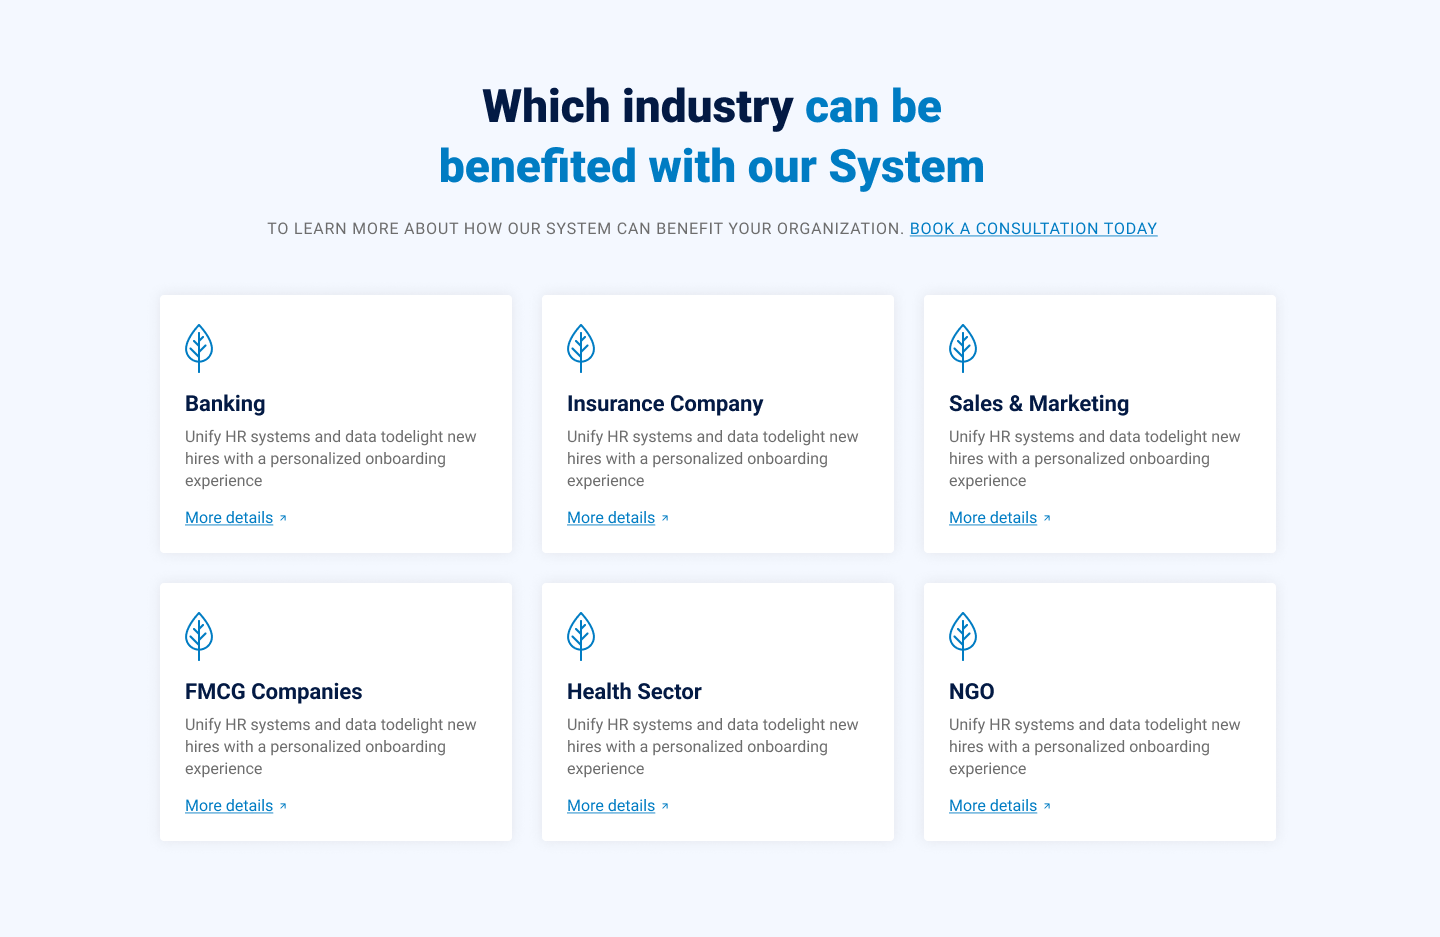 Which industry can be
benefited with our System
TO LEARN MORE ABOUT HOW OUR SYSTEM CAN BENEFIT YOUR ORGANIZATION. BOOK A CONSULTATION TODAY
Banking
Unify HR systems and data todelight new
hires with a personalized onboarding
experience
More details
Insurance Company
Unify HR systems and data todelight new
hires with a personalized onboarding
experience
More details
Sales & Marketing
Unify HR systems and data todelight new
hires with a personalized onboarding
experience
More details
FMCG Companies
Unify HR systems and data todelight new
hires with a personalized onboarding
experience
More details
Health Sector
Unify HR systems and data todelight new
hires with a personalized onboarding
experience
More details
NGO
Unify HR systems and data todelight new
hires with a personalized onboarding
experience
More details